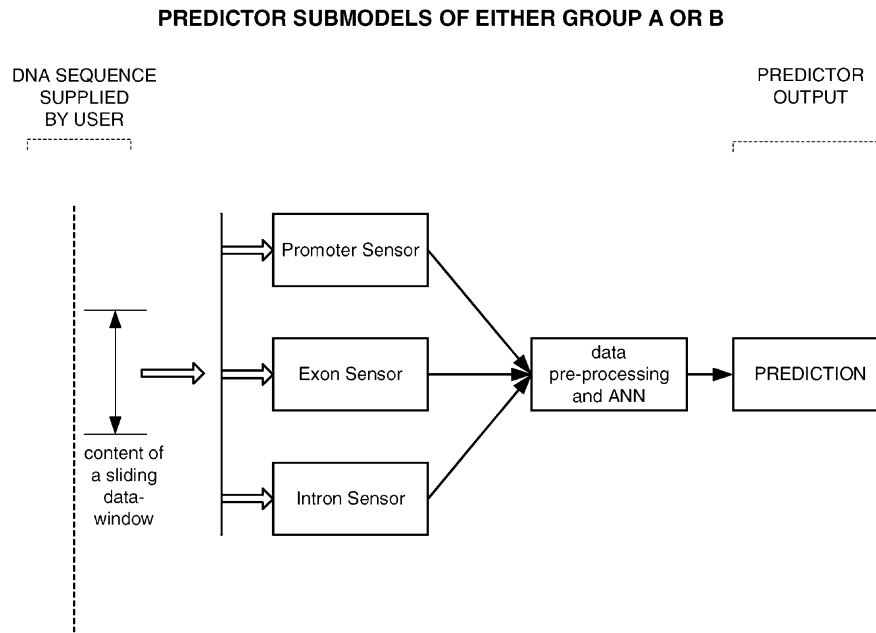 PREDICTOR SUBMODELS OF EITHER GROUP A OR B
DNA SEQUENCE
SUPPLIED
BY USER
PREDICTOR
OUTPUT
Promoter Sensor
Exon Sensor
data
pre-processing
and ANN
PREDICTION
content of
a sliding
data-
window
Intron Sensor